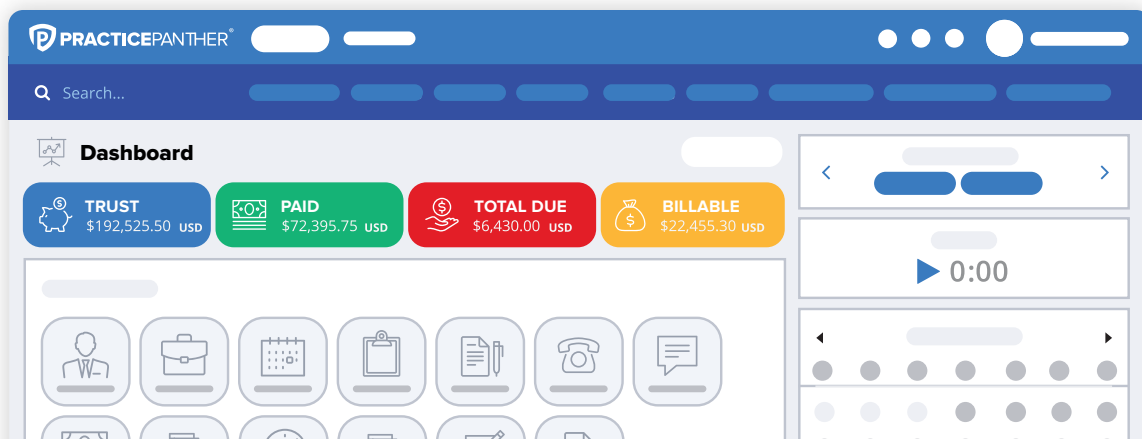 PRACTICEPANTHER®
Search...
Dashboard
TRUST
$192,525.50 USD
PAID
$72,395.75 USD
TOTAL DUE
$6,430.00 USD
BILLABLE
$22,455.30 USD
0:00